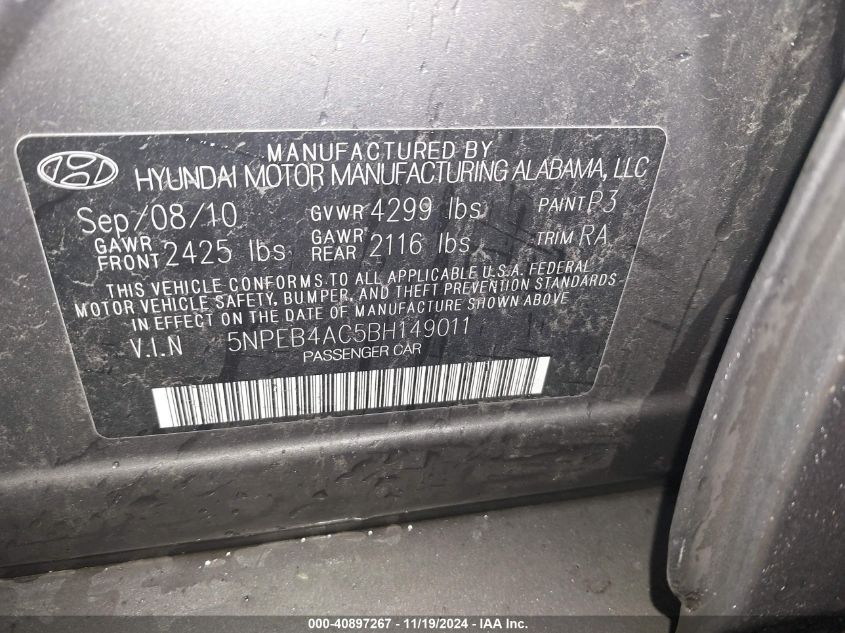 MANUFACTURED BY
HYUNDAI MOTOR MANUFACTURING ALABAMA, LLC
Sep/08/10 GVWR 4299 lbs PAINT P3
GAWR FRONT 2425 lbs GAWR REAR 2116 lbs TRIM RA
THIS VEHICLE CONFORMS TO ALL APPLICABLE U.S.A. FEDERAL
MOTOR VEHICLE SAFETY, BUMPER, AND THEFT PREVENTION STANDARDS
IN EFFECT ON THE DATE OF MANUFACTURE SHOWN ABOVE
V.I.N 5NPEB4AC5BH149011
PASSENGER CAR
000-40897267 - 11/19/2024 - IAA Inc.